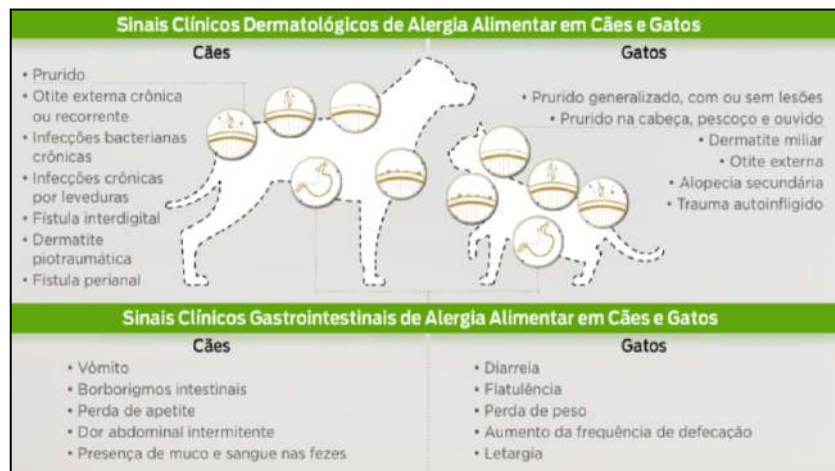 Sinais Clínicos Dermatológicos de Alergia Alimentar em Cães e Gatos
Cães
• Prurido
• Otite externa crônica
ou recorrente
• Infecções bacterianas
crônicas
• Infecções crônicas
por leveduras
• Fístula interdigital
• Dermatite
piotraumática
• Fístula perianal
Gatos
• Prurido generalizado, com ou sem lesões
• Prurido na cabeça, pescoço e ouvido
• Dermatite miliar
• Otite externa
• Alopecia secundária
• Trauma autoinfligido
Sinais Clínicos Gastrointestinais de Alergia Alimentar em Cães e Gatos
Cães
• Vômito
• Borborigmos intestinais
• Perda de apetite
• Dor abdominal intermitente
• Presença de muco e sangue nas fezes
Gatos
• Diarreia
• Flatulência
• Perda de peso
• Aumento da frequência de defecação
• Letargia